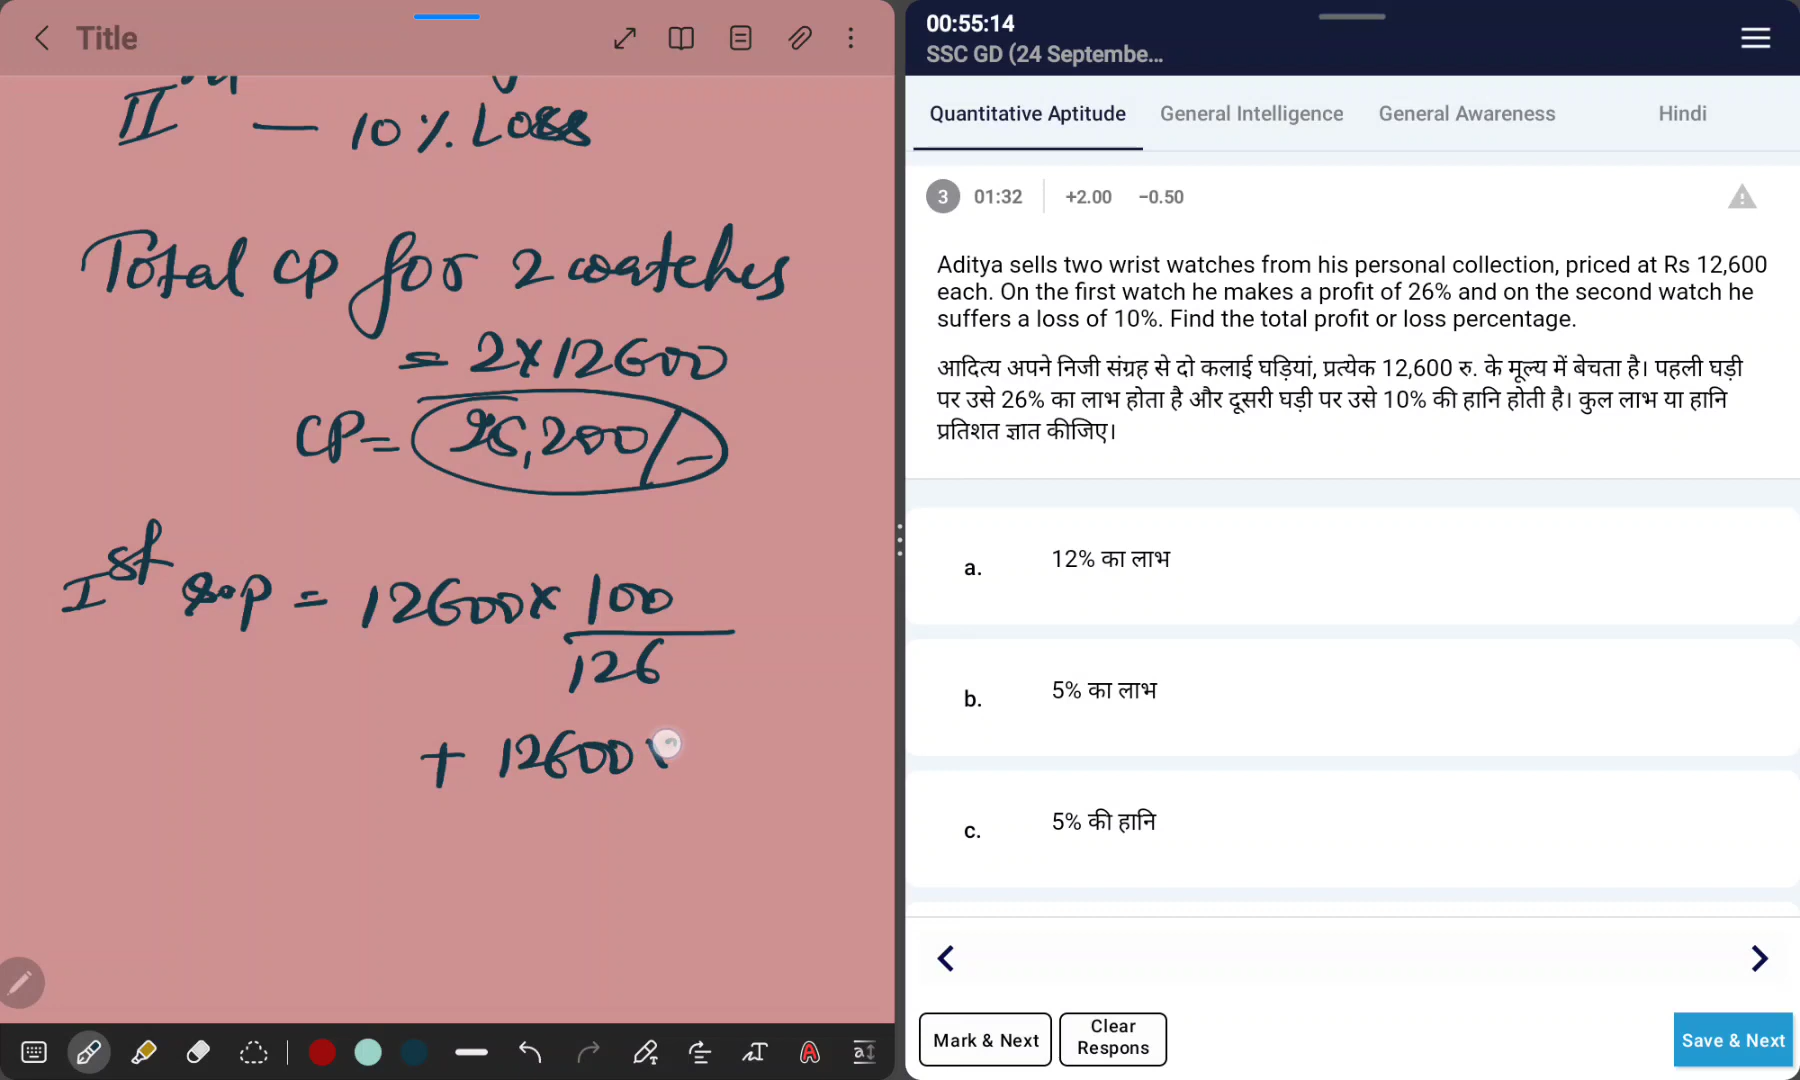 Title
II — 10% Loss
Total CP for 2 watches
= 2×12600
CP = 25,200/-
Ist = 12600 × 100
126
+ 12600
00:55:14
SSC GD (24 Septembe...
Quantitative Aptitude General Intelligence General Awareness Hindi
3 01:32 +2.00 −0.50
Aditya sells two wrist watches from his personal collection, priced at Rs 12,600
each. On the first watch he makes a profit of 26% and on the second watch he
suffers a loss of 10%. Find the total profit or loss percentage.
आदित्य अपने निजी संग्रह से दो कलाई घड़ियां, प्रत्येक 12,600 रु. के मूल्य में बेचता है। पहली घड़ी
पर उसे 26% का लाभ होता है और दूसरी घड़ी पर उसे 10% की हानि होती है। कुल लाभ या हानि
प्रतिशत ज्ञात कीजिए।
a. 12% का लाभ
b. 5% का लाभ
c. 5% की हानि
Mark & Next
Clear
Respons
Save & Next